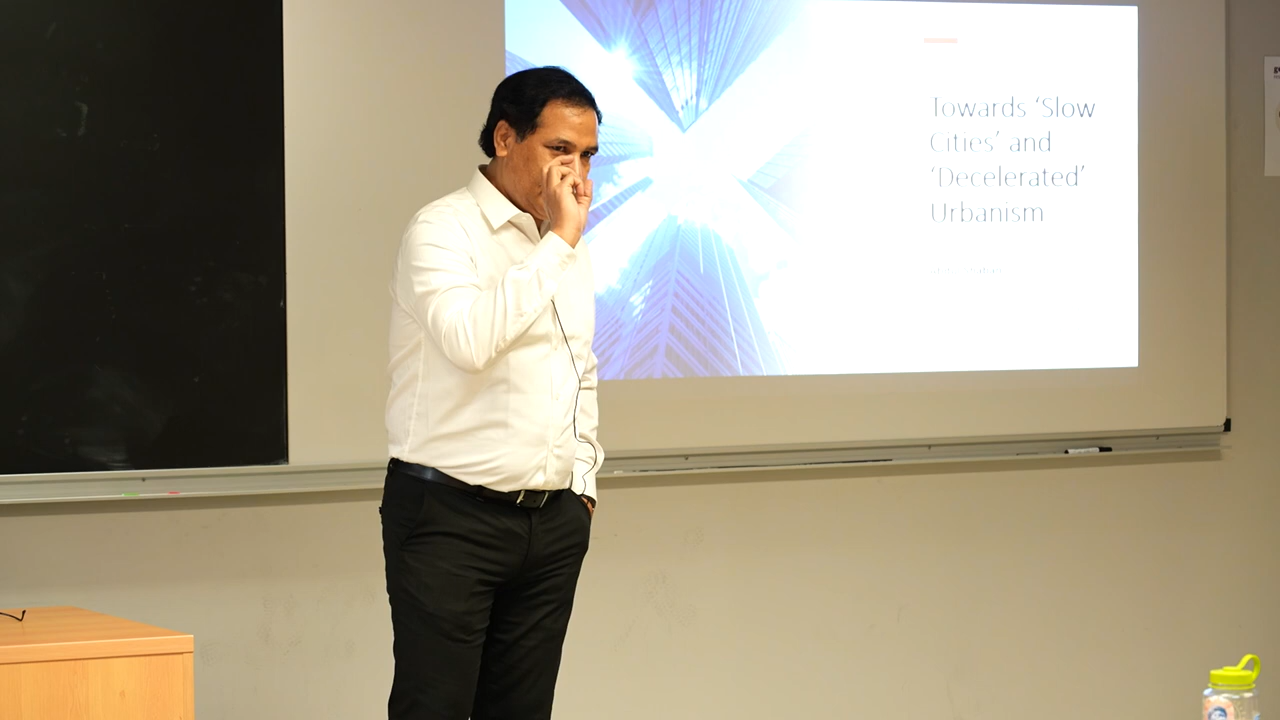 Towards ‘Slow
Cities’ and
‘Decelerated’
Urbanism